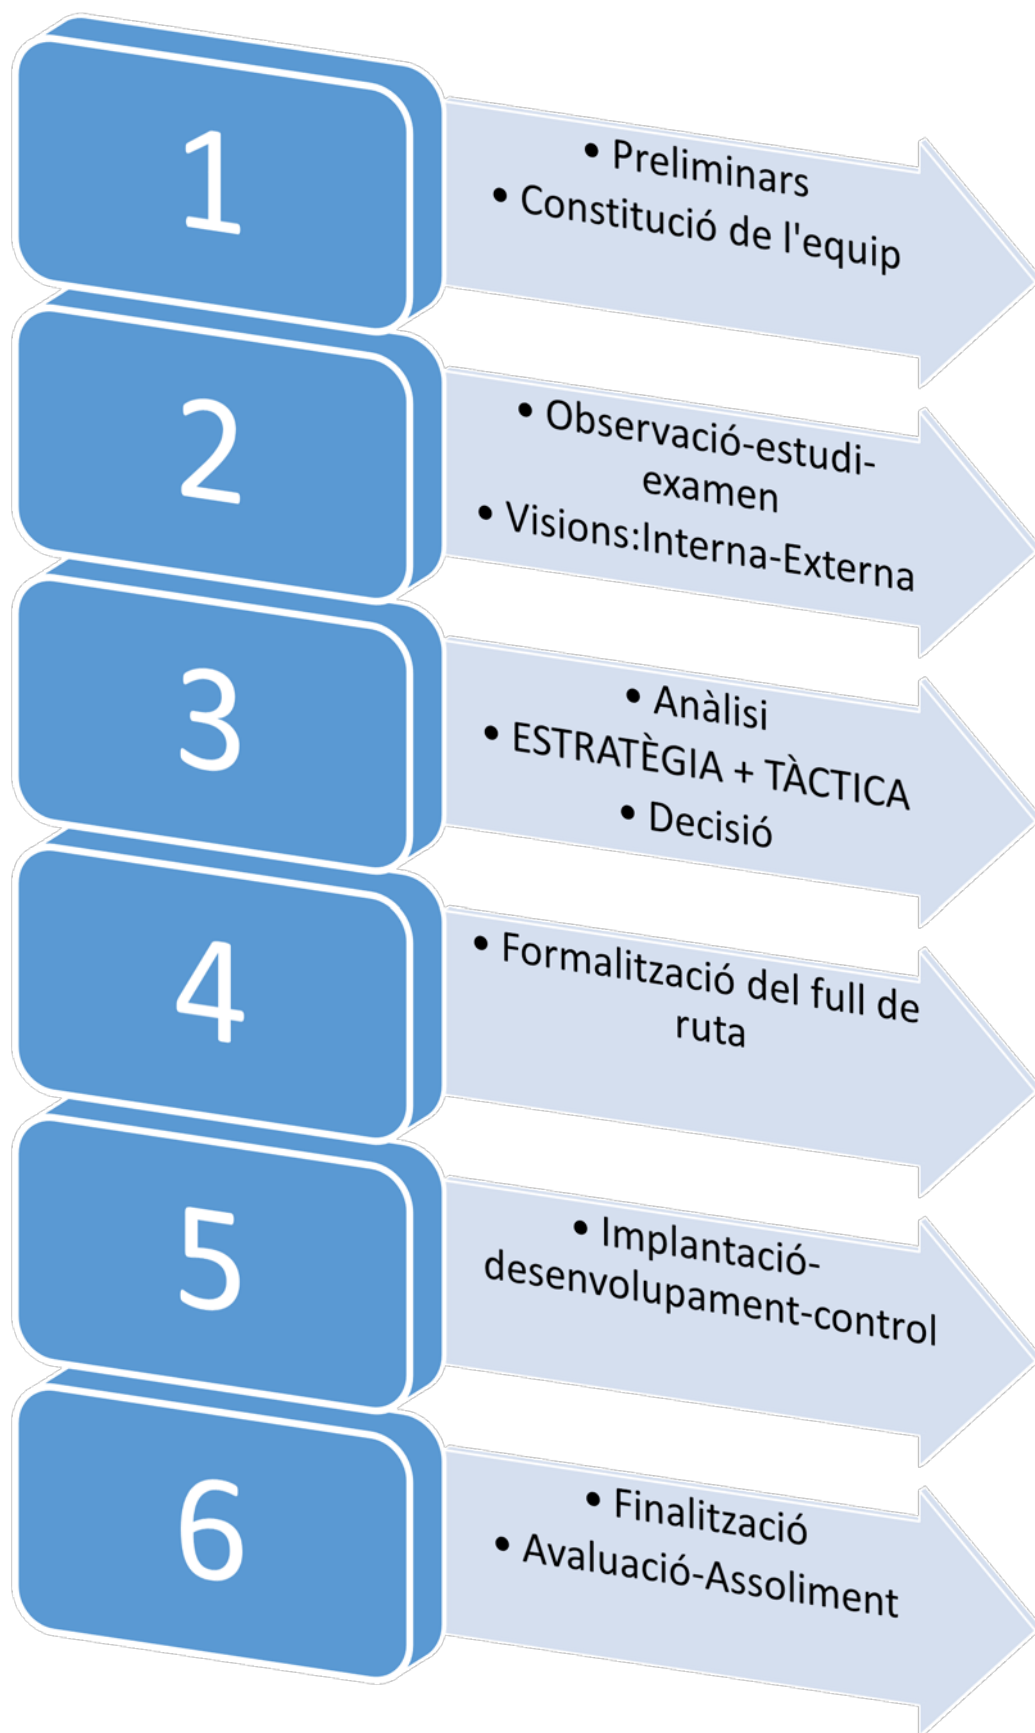 1
• Preliminars
• Constitució de l'equip
2
• Observació-estudi-
examen
• Visions:Interna-Externa
3
• Anàlisi
• ESTRATÈGIA + TÀCTICA
• Decisió
4
• Formalització del full de
ruta
5
• Implantació-
desenvolupament-control
6
• Finalització
• Avaluació-Assoliment